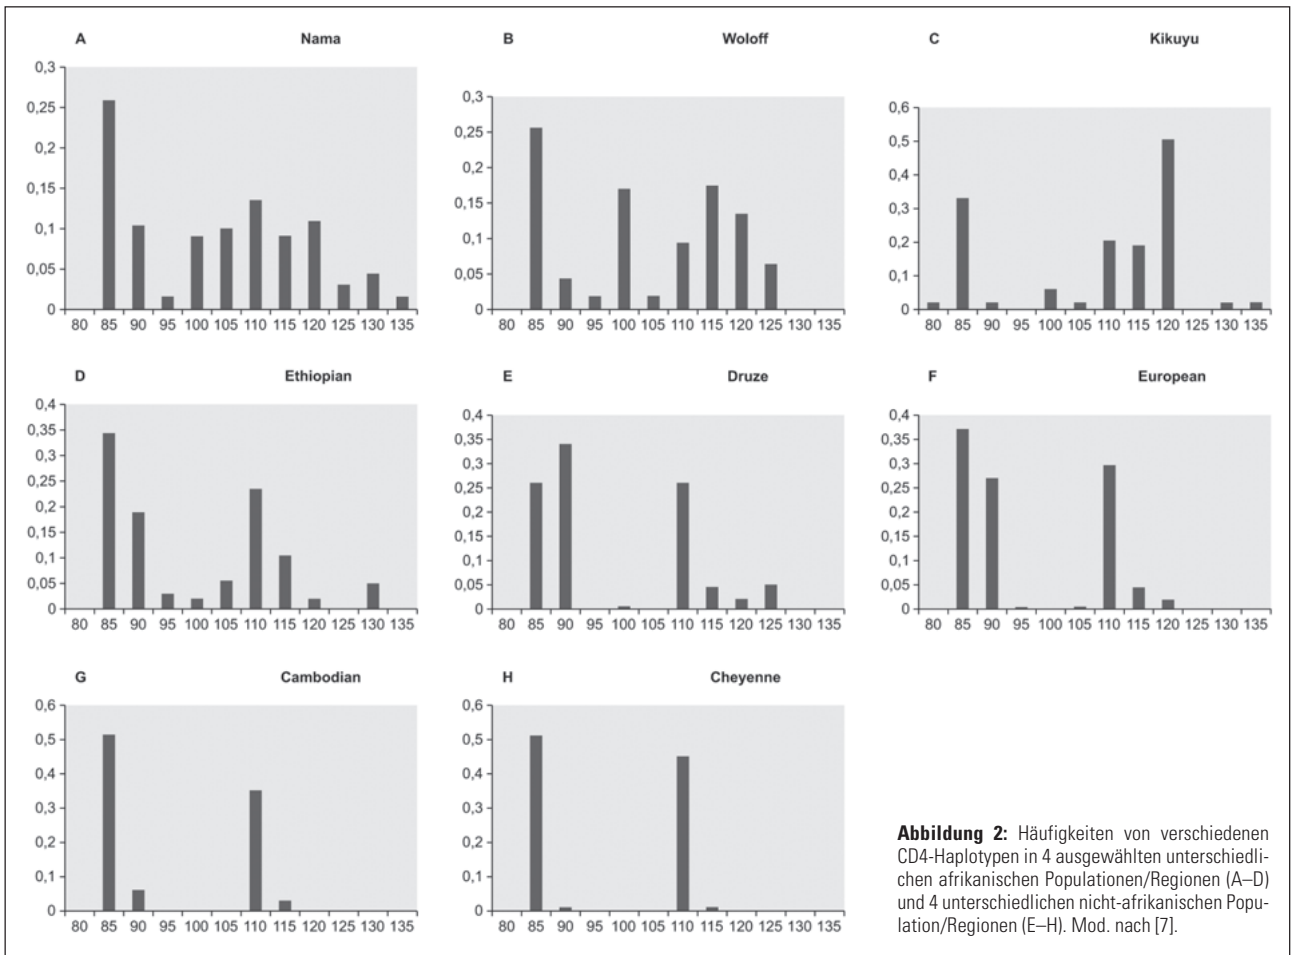 A Nama
0,3
0,25
0,2
0,15
0,1
0,05
0
80 85 90 95 100 105 110 115 120 125 130 135
B Woloff
0,3
0,25
0,2
0,15
0,1
0,05
0
80 85 90 95 100 105 110 115 120 125 130 135
C Kikuyu
0,6
0,5
0,4
0,3
0,2
0,1
0
80 85 90 95 100 105 110 115 120 125 130 135
D Ethiopian
0,4
0,35
0,3
0,25
0,2
0,15
0,1
0,05
0
80 85 90 95 100 105 110 115 120 125 130 135
E Druze
0,4
0,35
0,3
0,25
0,2
0,15
0,1
0,05
0
80 85 90 95 100 105 110 115 120 125 130 135
F European
0,4
0,35
0,3
0,25
0,2
0,15
0,1
0,05
0
80 85 90 95 100 105 110 115 120 125 130 135
G Cambodian
0,6
0,5
0,4
0,3
0,2
0,1
0
80 85 90 95 100 105 110 115 120 125 130 135
H Cheyenne
0,6
0,5
0,4
0,3
0,2
0,1
0
80 85 90 95 100 105 110 115 120 125 130 135
Abbildung 2: Häufigkeiten von verschiedenen
CD4-Haplotypen in 4 ausgewählten unterschiedli-
chen afrikanischen Populationen/Regionen (A–D)
und 4 unterschiedlichen nicht-afrikanischen Popu-
lation/Regionen (E–H). Mod. nach [7].